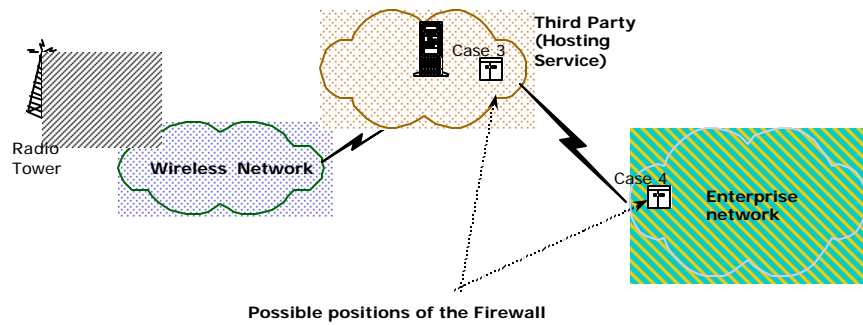 Third Party
(Hosting
Service)
Case 3
Radio
Tower
Wireless Network
Case 4
Enterprise
network
Possible positions of the Firewall